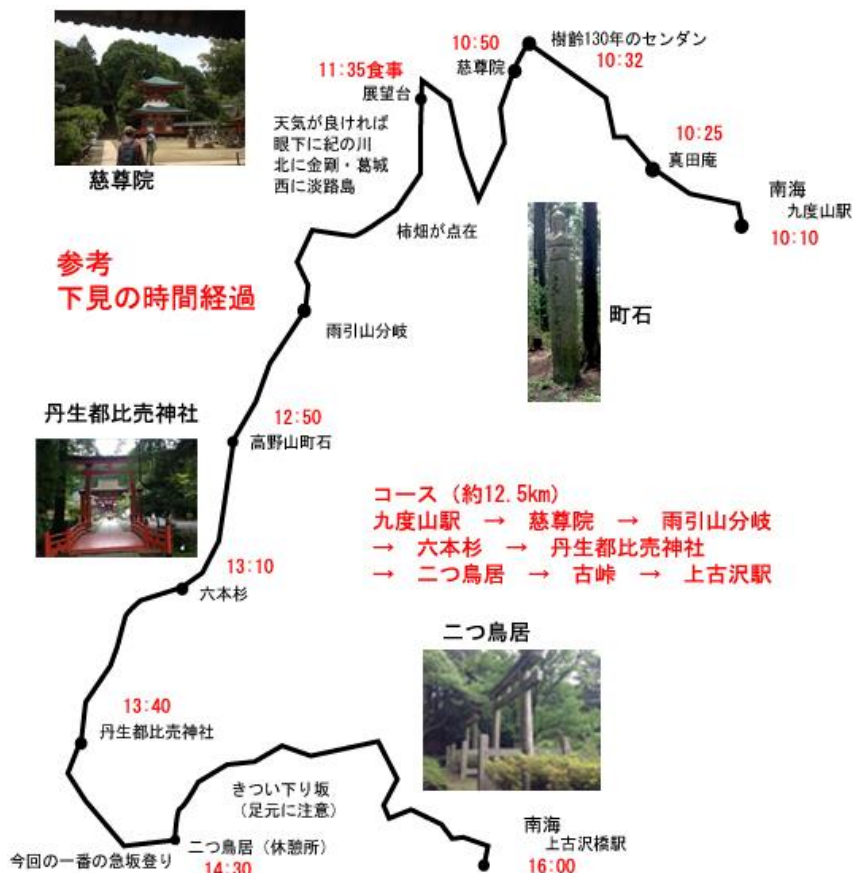 樹齢130年のセンダン
10:32
10:50
慈尊院
11:35食事
展望台
天気が良ければ
眼下に紀の川
北に金剛・葛城
西に淡路島
10:25
真田庵
南海
九度山駅
10:10
慈尊院
柿畑が点在
参考
下見の時間経過
町石
雨引山分岐
丹生都比売神社
12:50
高野山町石
コース (約12.5km)
九度山駅 → 慈尊院 → 雨引山分岐
→ 六本杉 → 丹生都比売神社
→ 二つ鳥居 → 古峠 → 上古沢駅
13:10
六本杉
二つ鳥居
13:40
丹生都比売神社
きつい下り坂
(足元に注意)
南海
上古沢橋駅
16:00
今回の一番の急坂登り
二つ鳥居 (休憩所)
14:30